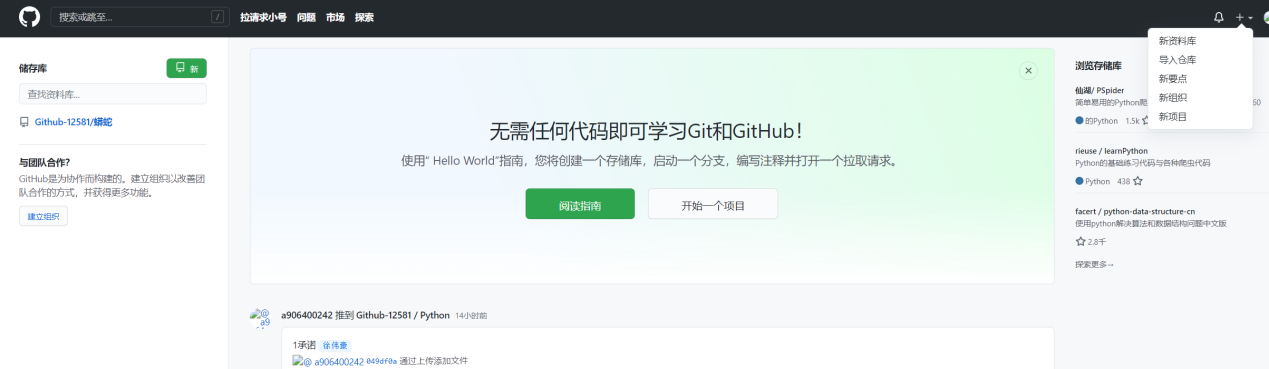 搜索或跳至... /
拉请求小号 问题 市场 探索
新资料库
导入仓库
新要点
新组织
新项目
储存库
新
查找资料库...
Github-12581/蟒蛇
与团队合作?
GitHub是为协作而构建的。建立组织以改善团
队合作的方式,并获得更多功能。
建立组织
无需任何代码即可学习Git和GitHub!
使用“ Hello World”指南,您将创建一个存储库,启动一个分支,编写注释并打开一个拉取请求。
阅读指南
开始一个项目
a906400242 推到 Github-12581 / Python 14小时前
1承诺 徐伟豪
@ a906400242 049df0a 通过上传添加文件
浏览存储库
仙湖/ PSpider
简单易用的Python爬
60
的Python 1.5k
rieuse / learnPython
Python的基础练习代码与各种爬虫代码
Python 438
facert / python-data-structure-cn
使用python解决算法和数据结构问题中文版
2.8千
探索更多→